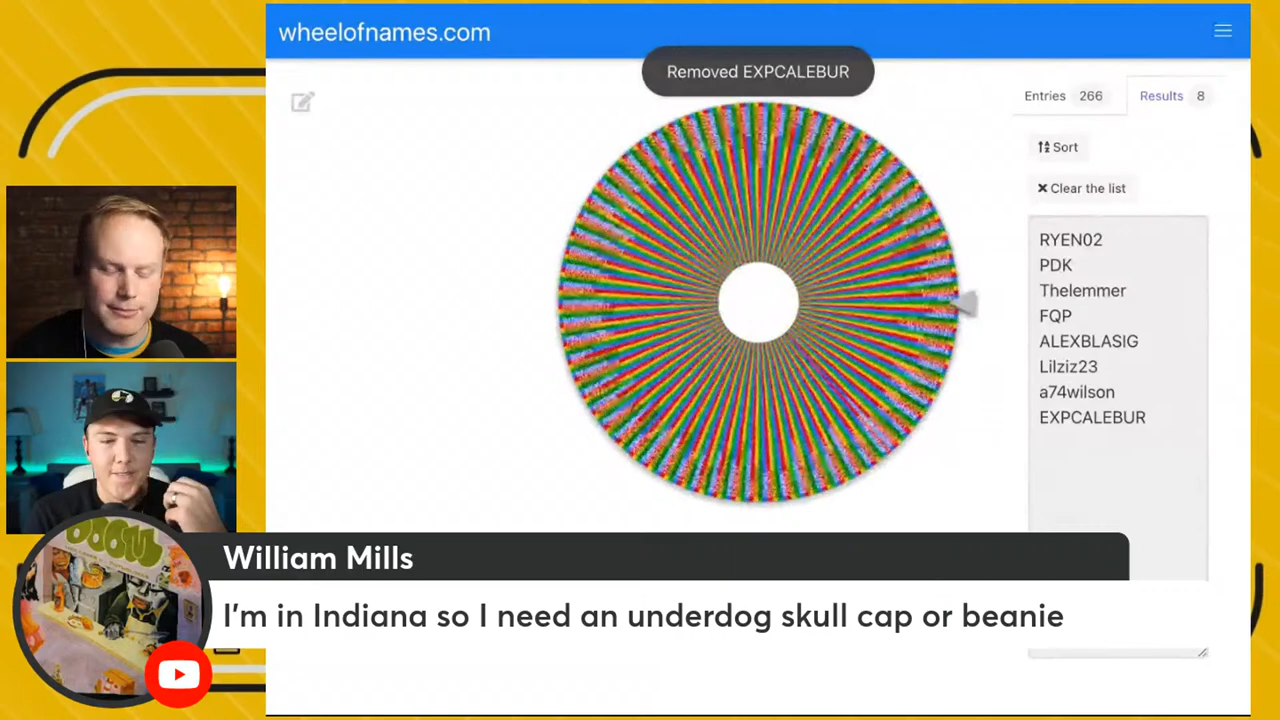 wheelofnames.com
Removed EXPCALEBUR
Entries 266
Results 8
Sort
Clear the list
RYEN02
PDK
Thelemmer
FQP
ALEXBLASIG
Lilziz23
a74wilson
EXPCALEBUR
DOOM
William Mills
I'm in Indiana so I need an underdog skull cap or beanie